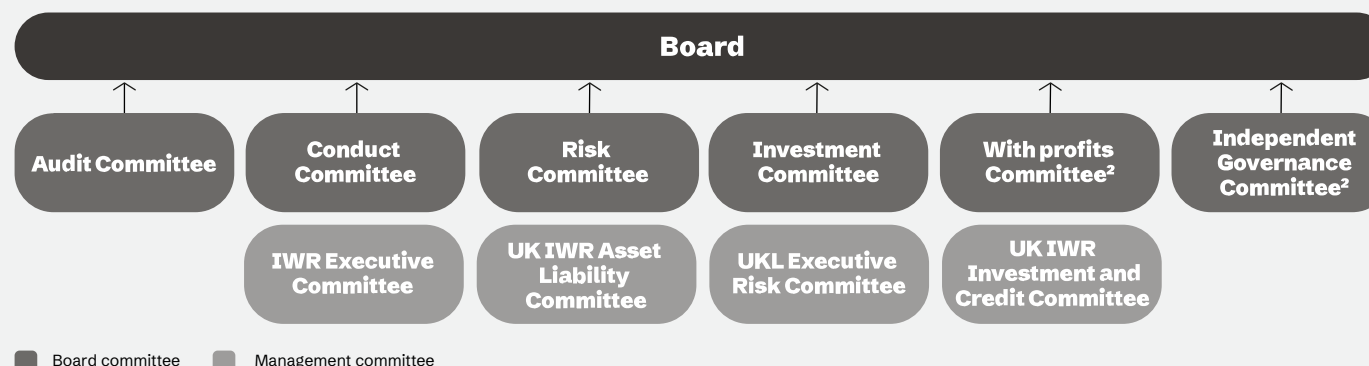 Board
Audit Committee
Conduct
Committee
Risk
Committee
Investment
Committee
With profits
Committee²
Independent
Governance
Committee²
IWR Executive
Committee
UK IWR Asset
Liability
Committee
UKL Executive
Risk Committee
UK IWR
Investment and
Credit Committee
Board committee
Management committee